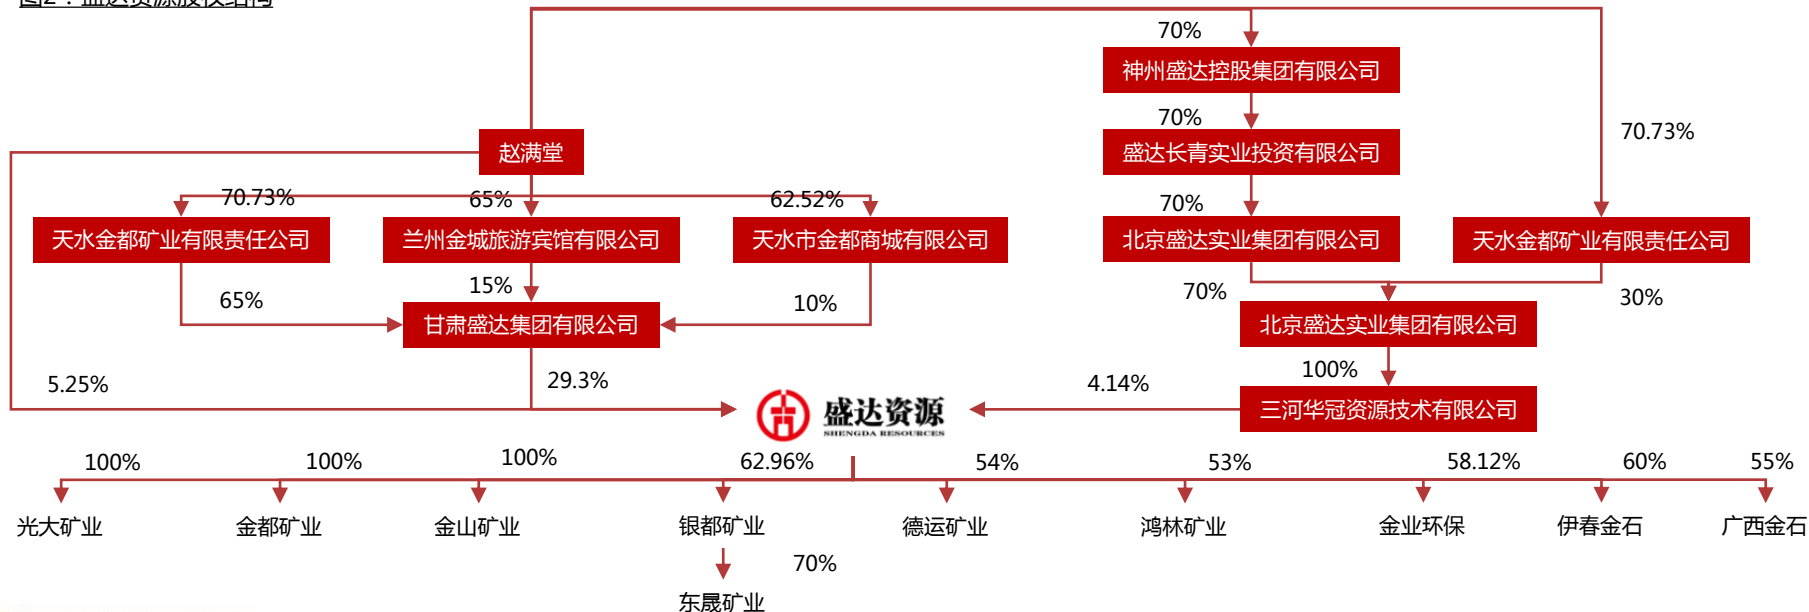 图2：盛达资源股权结构
70%
神州盛达控股集团有限公司
70%
70.73%
赵满堂
盛达长青实业投资有限公司
70.73%
65%
62.52%
70%
天水金都矿业有限责任公司
兰州金城旅游宾馆有限公司
天水市金都商城有限公司
北京盛达实业集团有限公司
天水金都矿业有限责任公司
65%
15%
10%
70%
30%
甘肃盛达集团有限公司
北京盛达实业集团有限公司
5.25%
29.3%
4.14%
100%
盛达资源
SHENGDA RESOURCES
三河华冠资源技术有限公司
100%
100%
100%
62.96%
54%
53%
58.12%
60%
55%
光大矿业
金都矿业
金山矿业
银都矿业
德运矿业
鸿林矿业
金业环保
伊春金石
广西金石
70%
东晟矿业